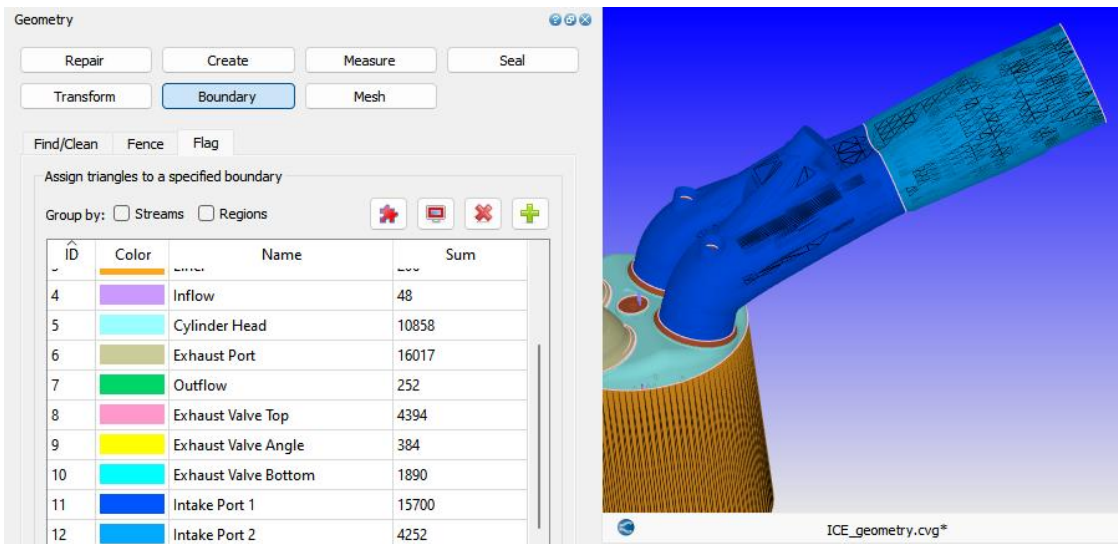 Geometry
Repair Create Measure Seal
Transform Boundary Mesh
Find/Clean Fence Flag
Assign triangles to a specified boundary
Group by: Streams Regions
ID Color Name Sum
4 Inflow 48
5 Cylinder Head 10858
6 Exhaust Port 16017
7 Outflow 252
8 Exhaust Valve Top 4394
9 Exhaust Valve Angle 384
10 Exhaust Valve Bottom 1890
11 Intake Port 1 15700
12 Intake Port 2 4252
ICE_geometry.cvg*